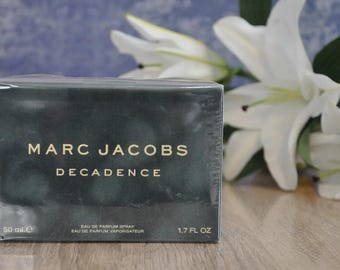 MARC JACOBS
DECADENCE
EAU DE PARFUM SPRAY
EAU DE PARFUM VAPORISATEUR
50 ml ℮ 1,7 FL OZ